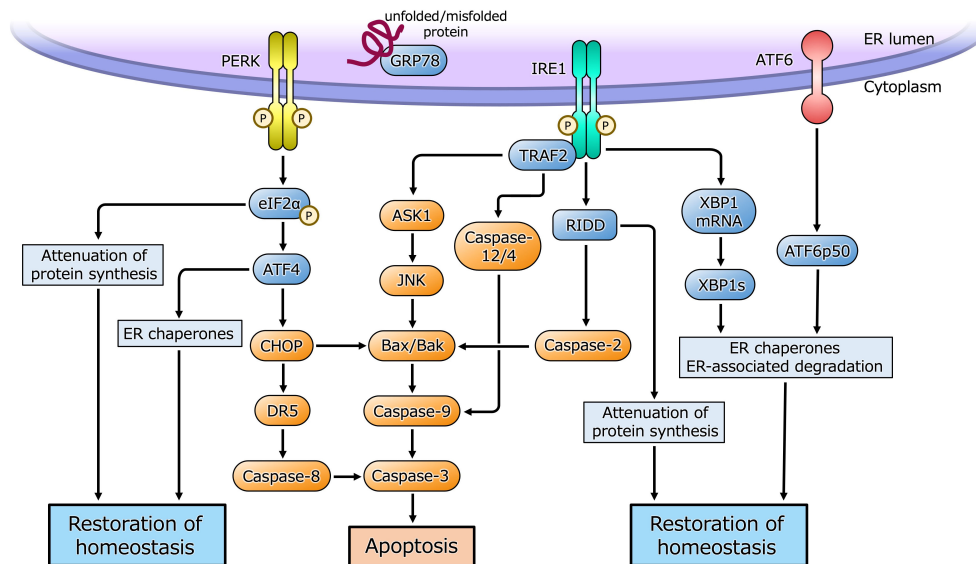 unfolded/misfolded
protein
GRP78
PERK
IRE1
ATF6
ER lumen
Cytoplasm
P
P
P
P
TRAF2
eIF2α
P
ASK1
Caspase-
12/4
RIDD
XBP1
mRNA
Attenuation of
protein synthesis
ATF4
JNK
XBP1s
ATF6p50
ER chaperones
CHOP
Bax/Bak
Caspase-2
ER chaperones
ER-associated degradation
DR5
Caspase-9
Attenuation of
protein synthesis
Caspase-8
Caspase-3
Restoration of
homeostasis
Apoptosis
Restoration of
homeostasis